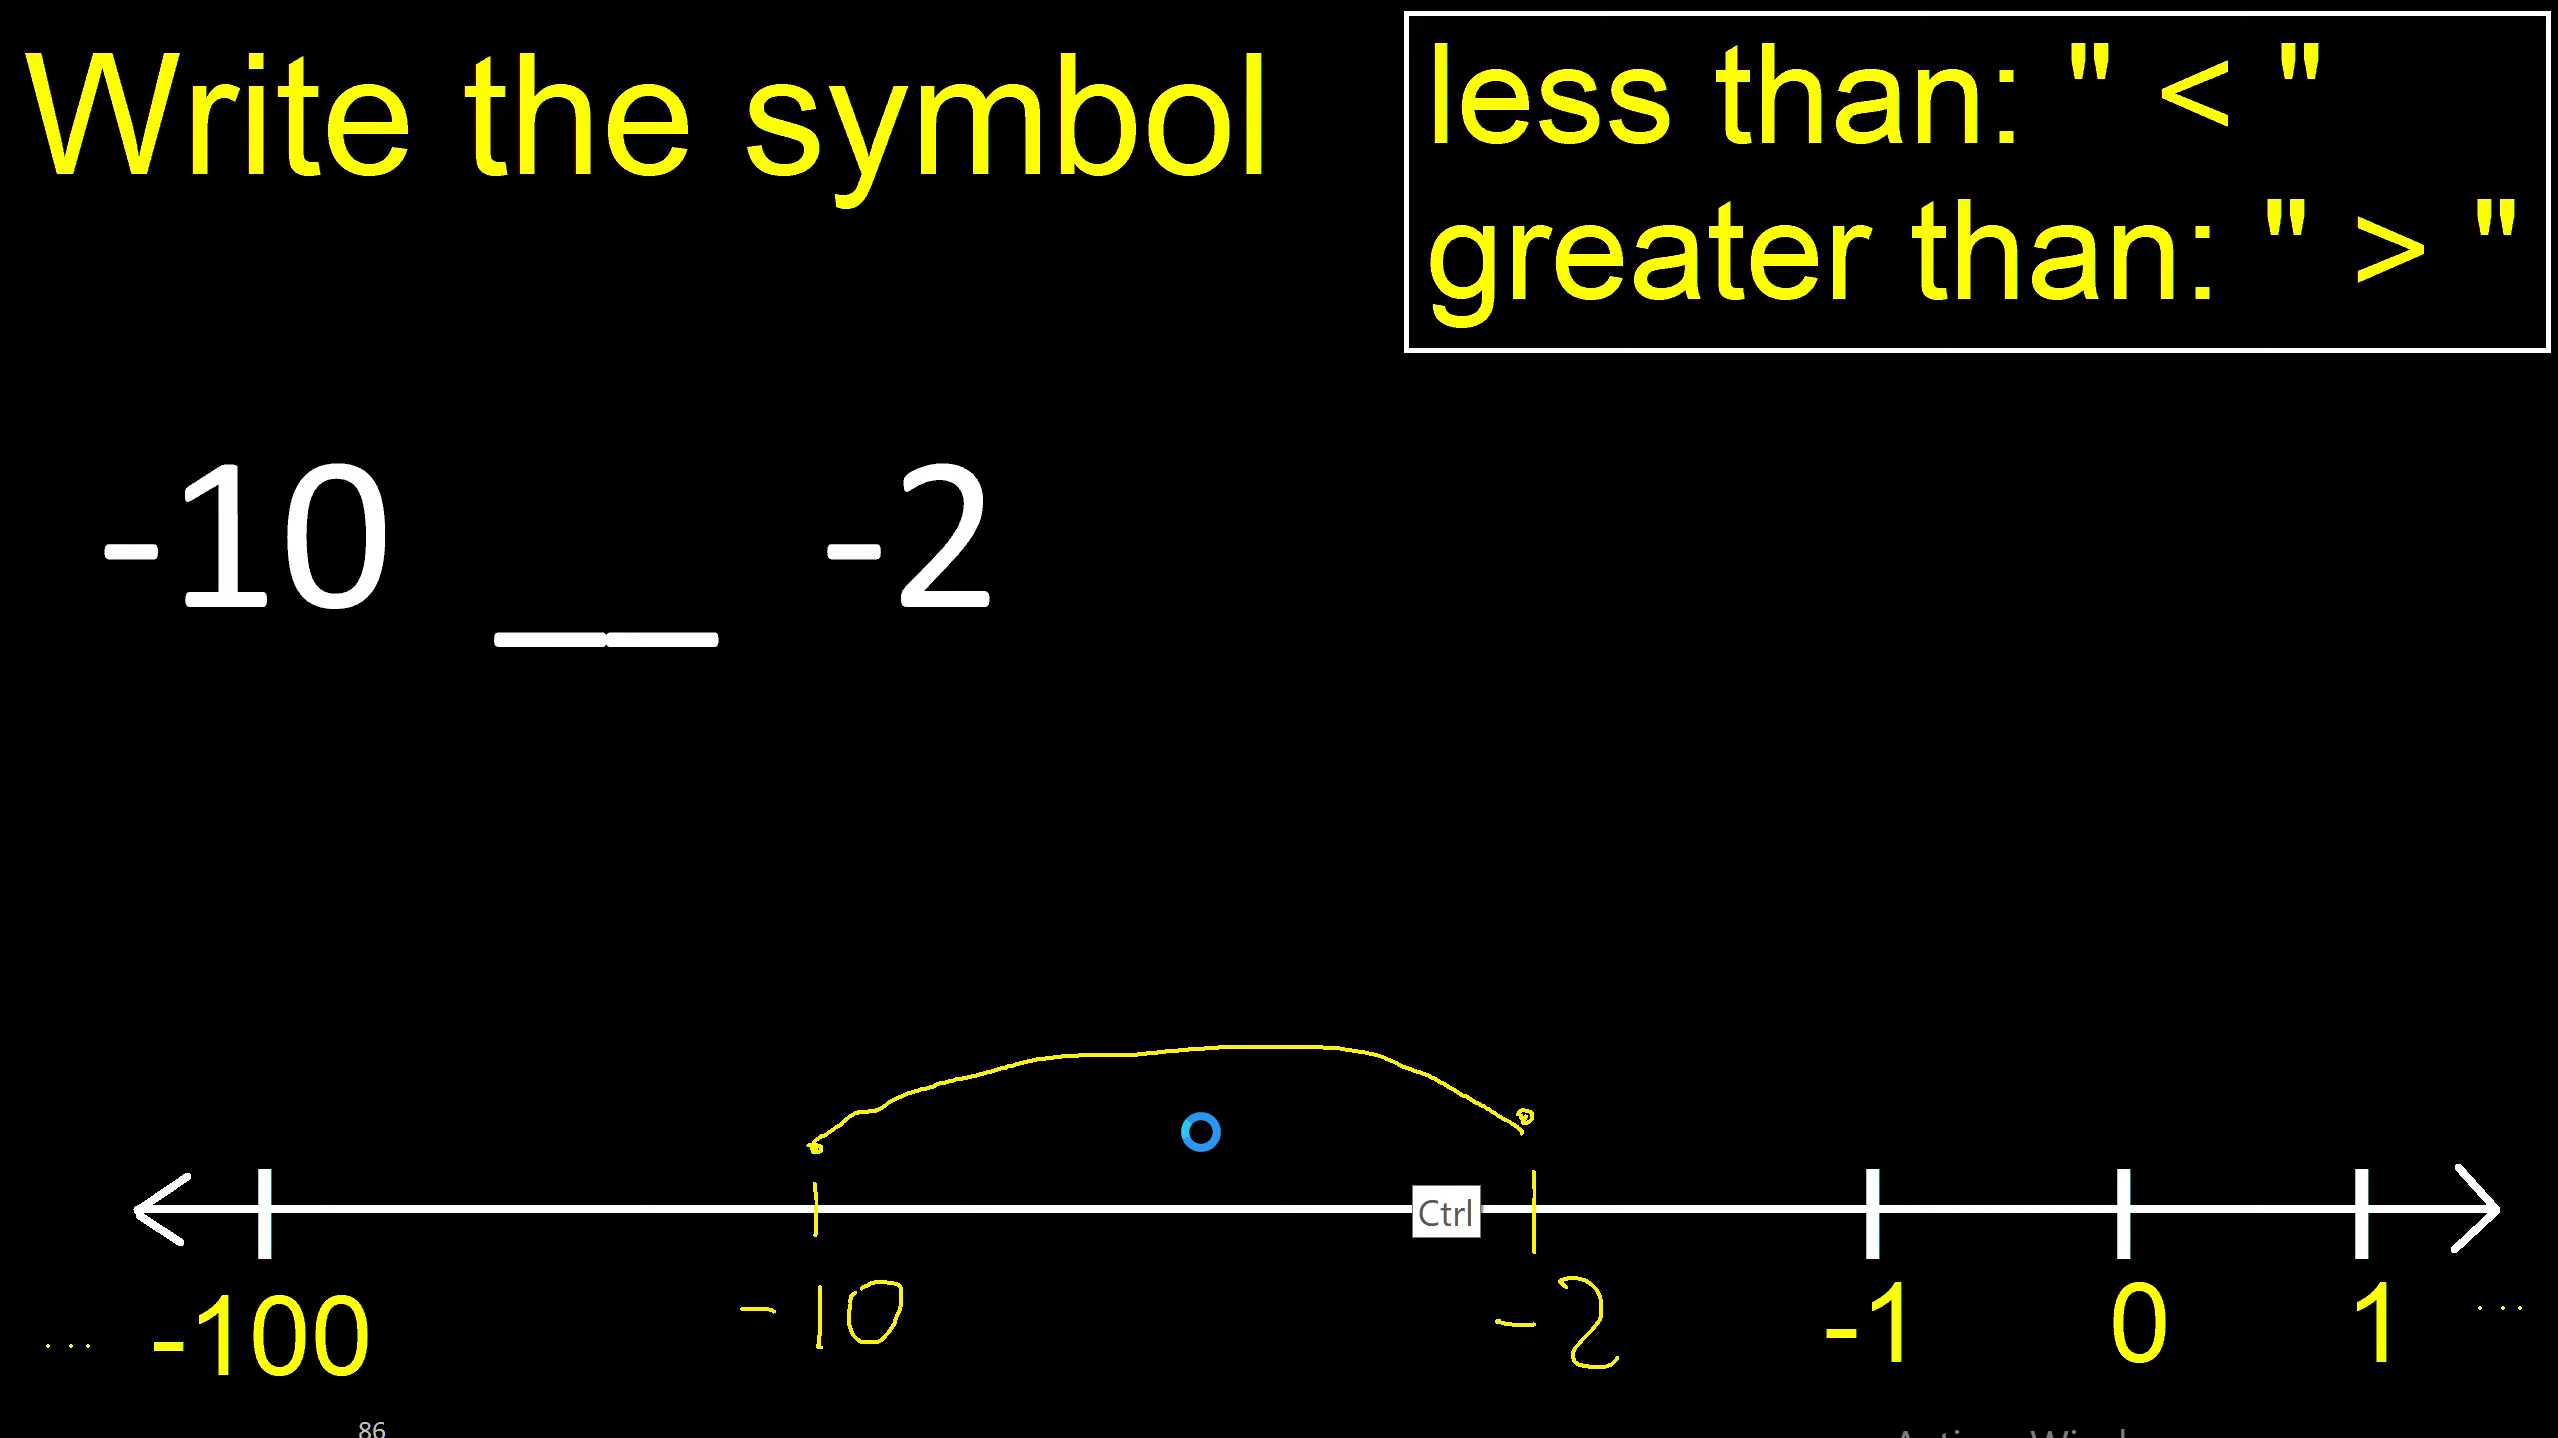 Write the symbol
less than: " < "
greater than: " > "
-10 __ -2
Ctrl
... -100 -10 -2 -1 0 1 ...
86